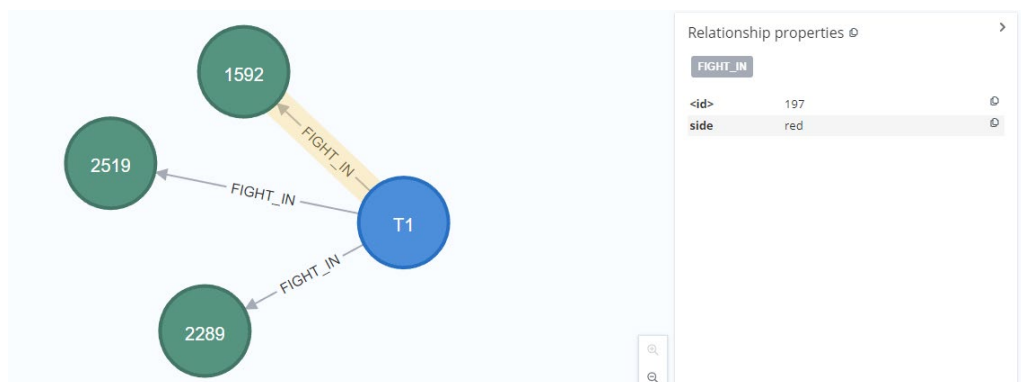 1592
FIGHT_IN
2519
FIGHT_IN
T1
FIGHT_IN
2289
Relationship properties
FIGHT_IN
<id> 197
side red